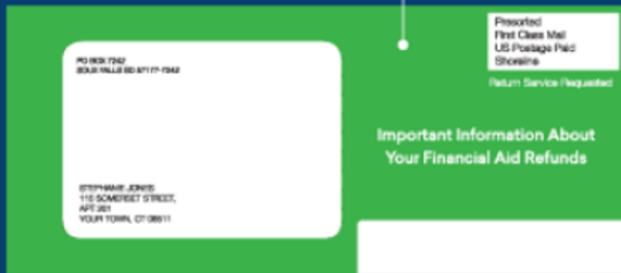 PO BOX 7242
SIOUX FALLS SD 57117-7242
Presorted
First Class Mail
US Postage Paid
Shoreline
Return Service Requested
Important Information About
Your Financial Aid Refunds
STEPHANIE JONES
110 SOMERSET STREET,
APT 201
YOUR TOWN, CT 06511